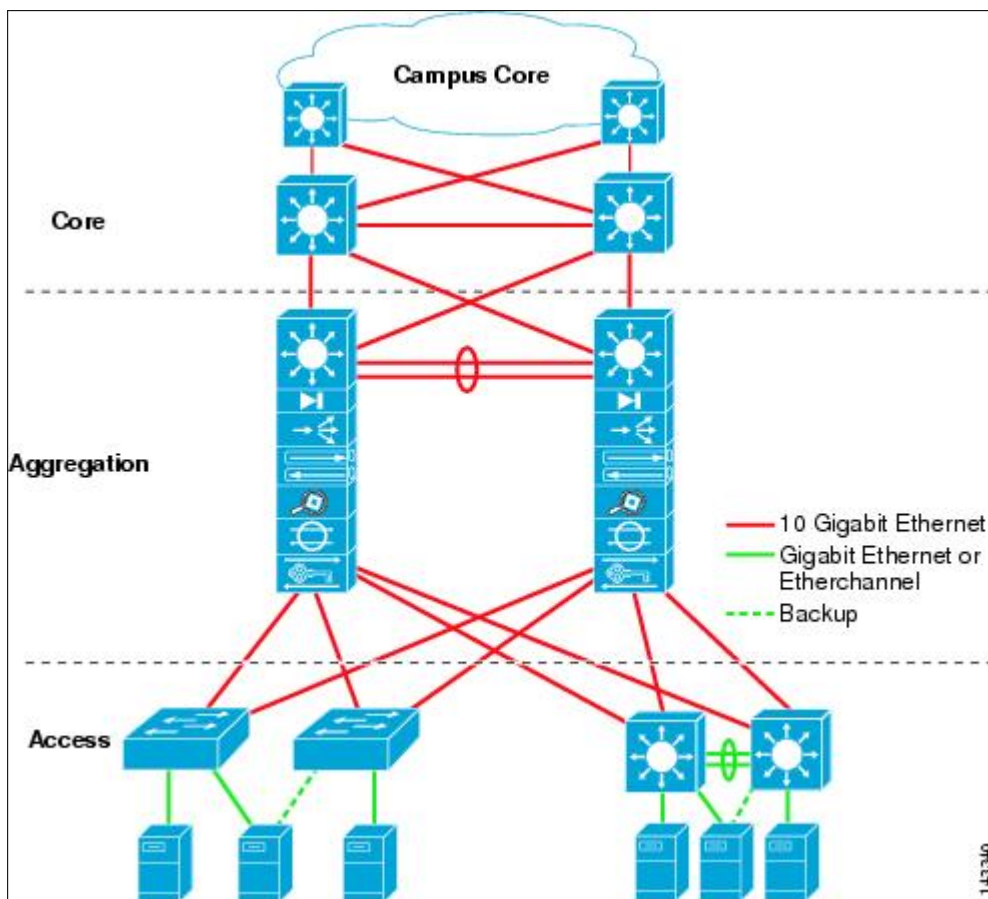 Campus Core
Core
Aggregation
10 Gigabit Ethernet
Gigabit Ethernet or
Etherchannel
Backup
Access